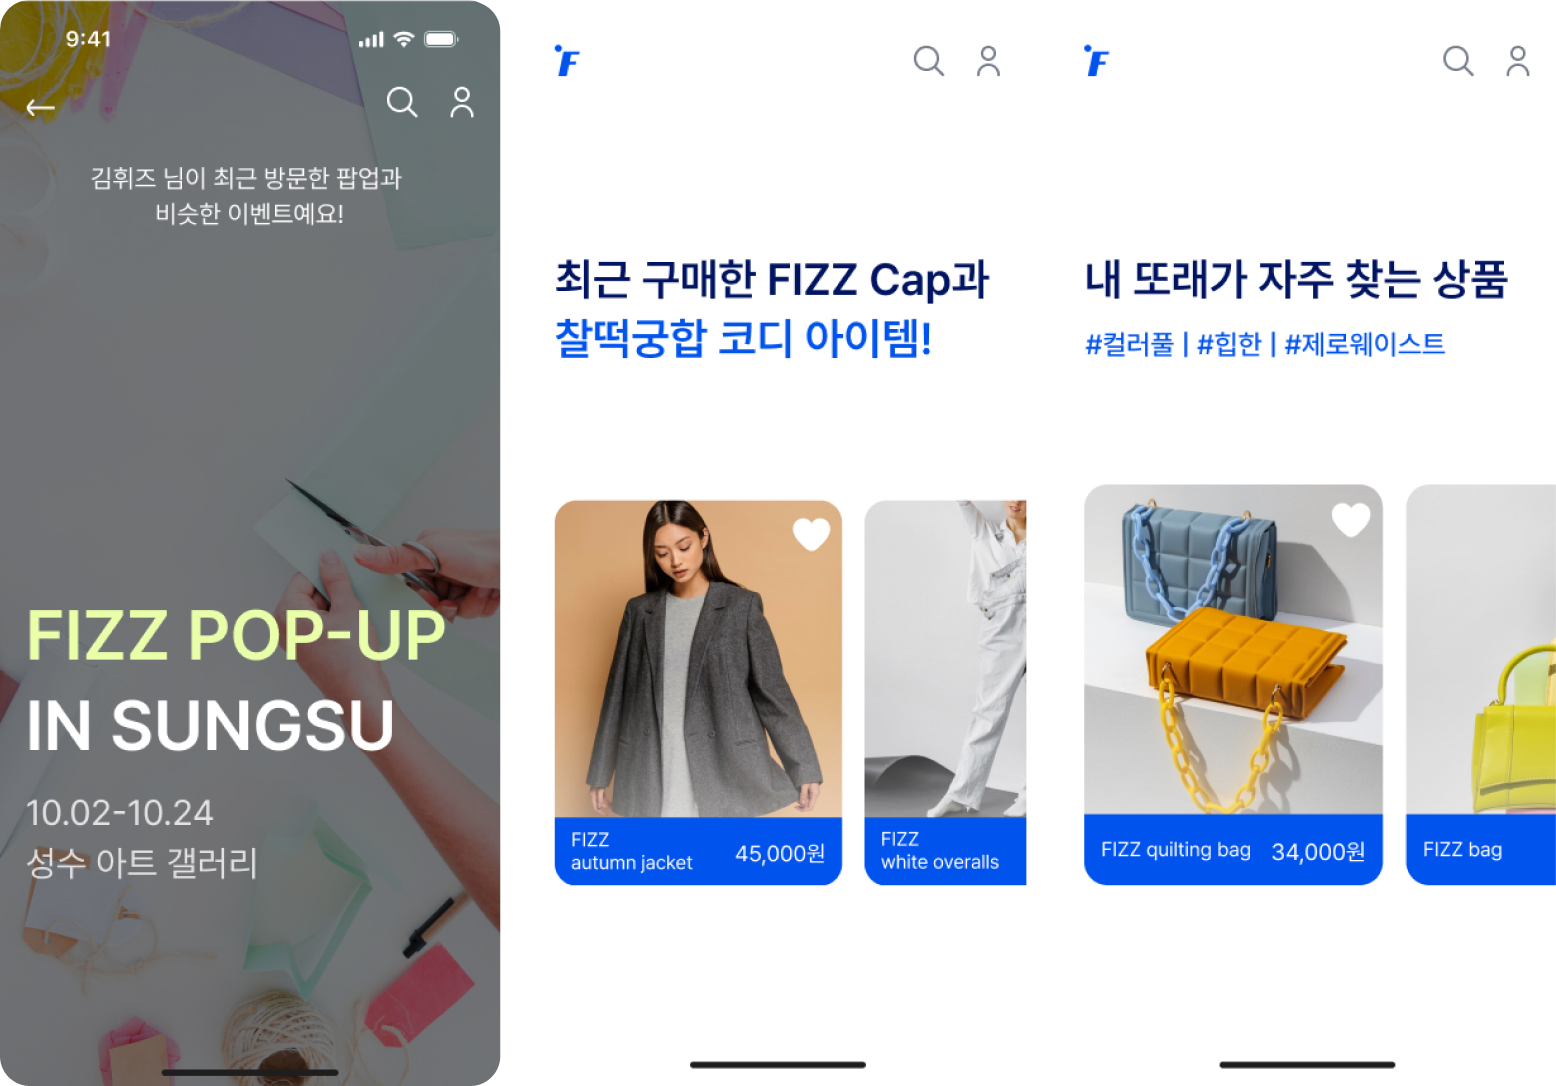 9:41
김휘즈 님이 최근 방문한 팝업과
비슷한 이벤트예요!
FIZZ POP-UP
IN SUNGSU
10.02-10.24
성수 아트 갤러리
F
최근 구매한 FIZZ Cap과
찰떡궁합 코디 아이템!
FIZZ
autumn jacket
45,000원
FIZZ
white overalls
F
내 또래가 자주 찾는 상품
#컬러풀 | #힙한 | #제로웨이스트
FIZZ quilting bag
34,000원
FIZZ bag